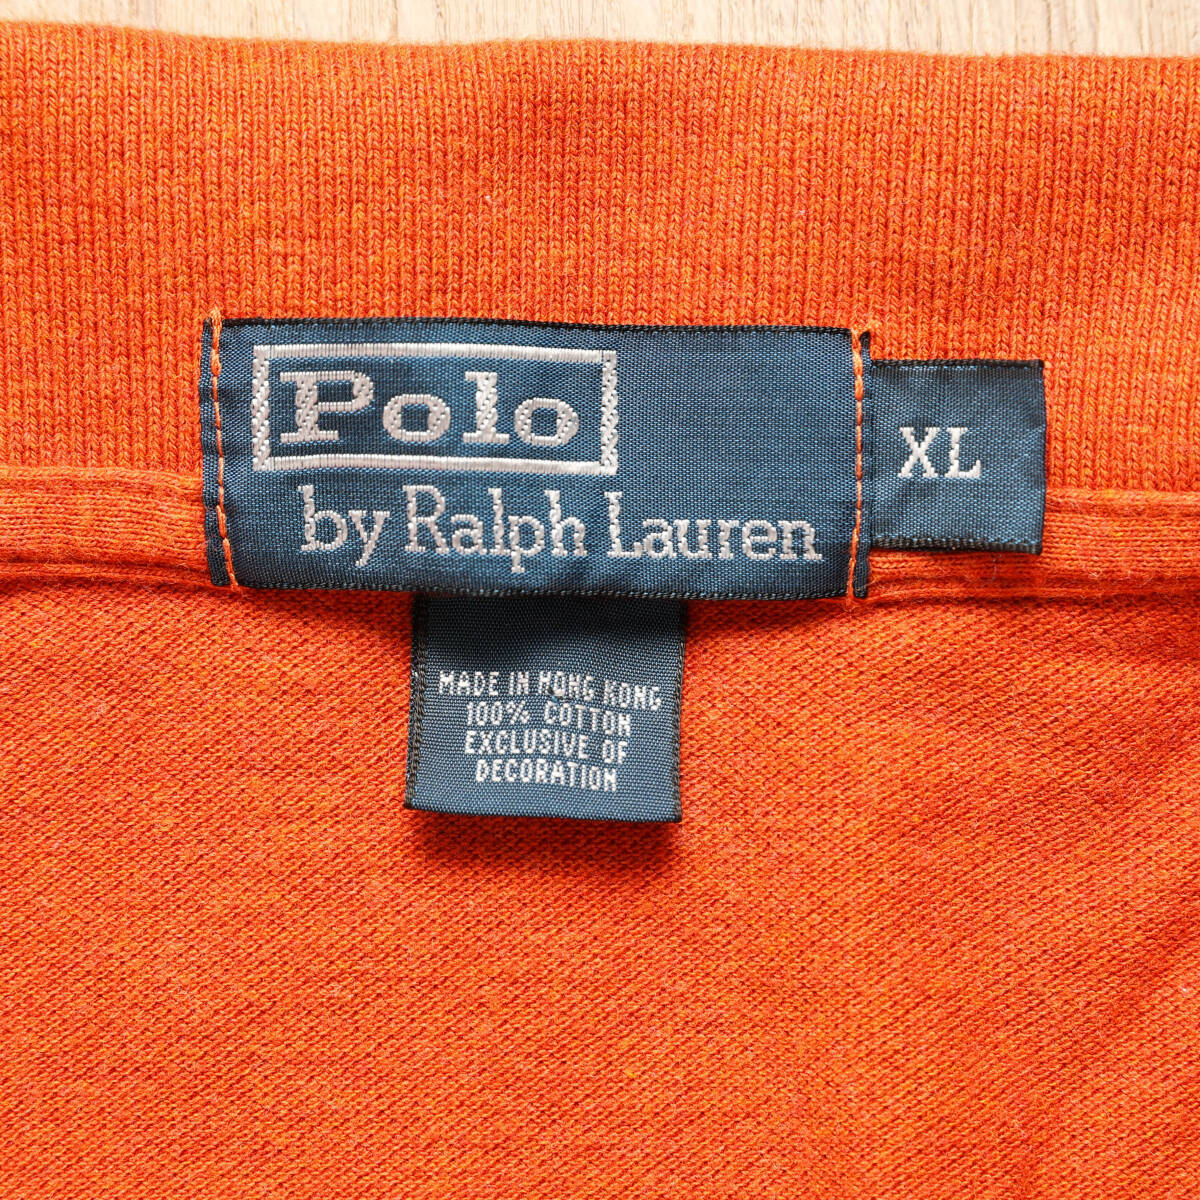 Polo
by Ralph Lauren
XL
MADE IN HONG KONG
100% COTTON
EXCLUSIVE OF
DECORATION